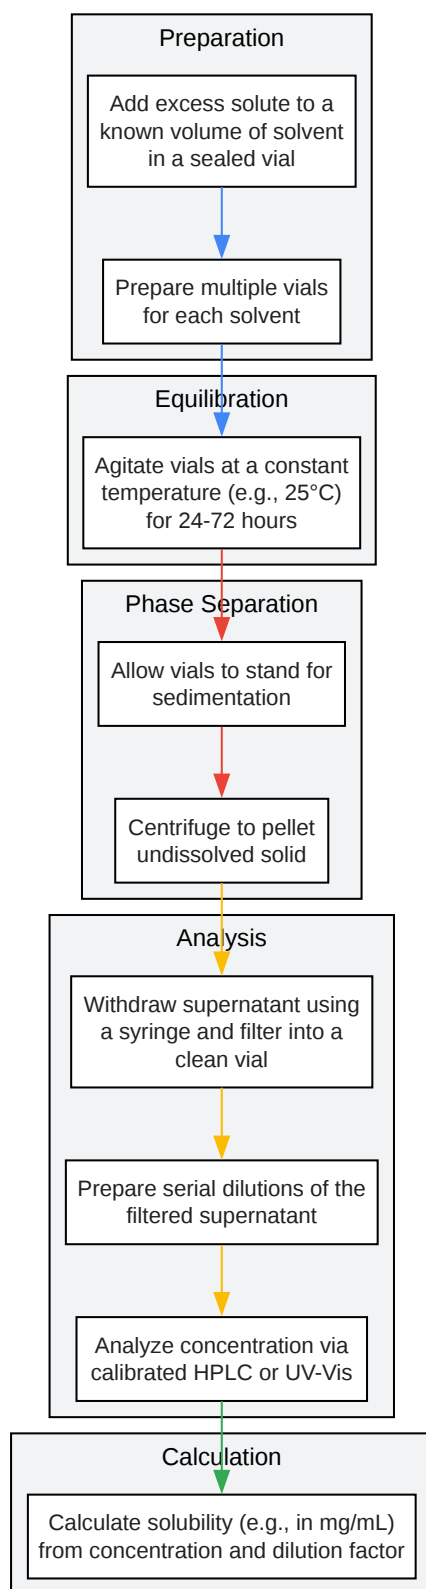 Preparation
Add excess solute to a
known volume of solvent
in a sealed vial
Prepare multiple vials
for each solvent
Equilibration
Agitate vials at a constant
temperature (e.g., 25°C)
for 24-72 hours
Phase Separation
Allow vials to stand for
sedimentation
Centrifuge to pellet
undissolved solid
Analysis
Withdraw supernatant using
a syringe and filter into a
clean vial
Prepare serial dilutions of the
filtered supernatant
Analyze concentration via
calibrated HPLC or UV-Vis
Calculation
Calculate solubility (e.g., in mg/mL)
from concentration and dilution factor